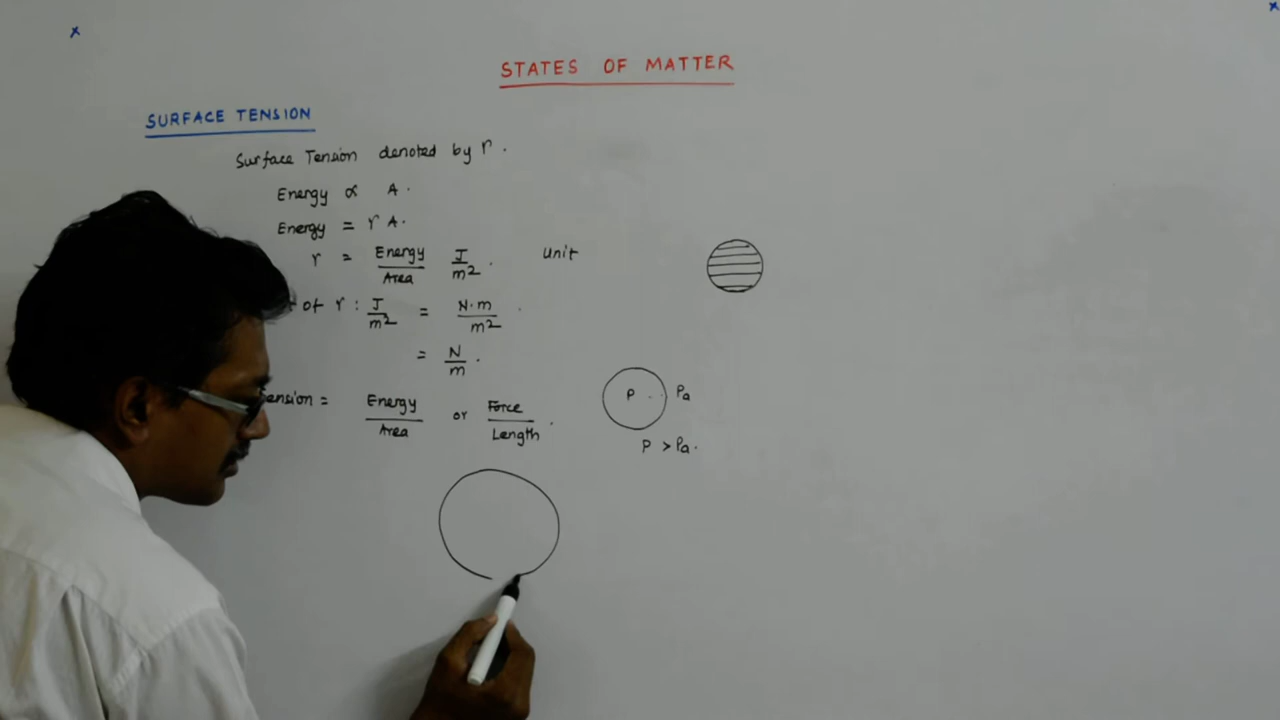 x x
STATES OF MATTER
SURFACE TENSION
Surface Tension denoted by r.
Energy ∝ A.
Energy = r A.
r = Energy/Area J/m². Unit
of r : J/m² = N·m/m² .
= N/m .
ension = Energy/Area or Force/Length .
P Pa
P > Pa.